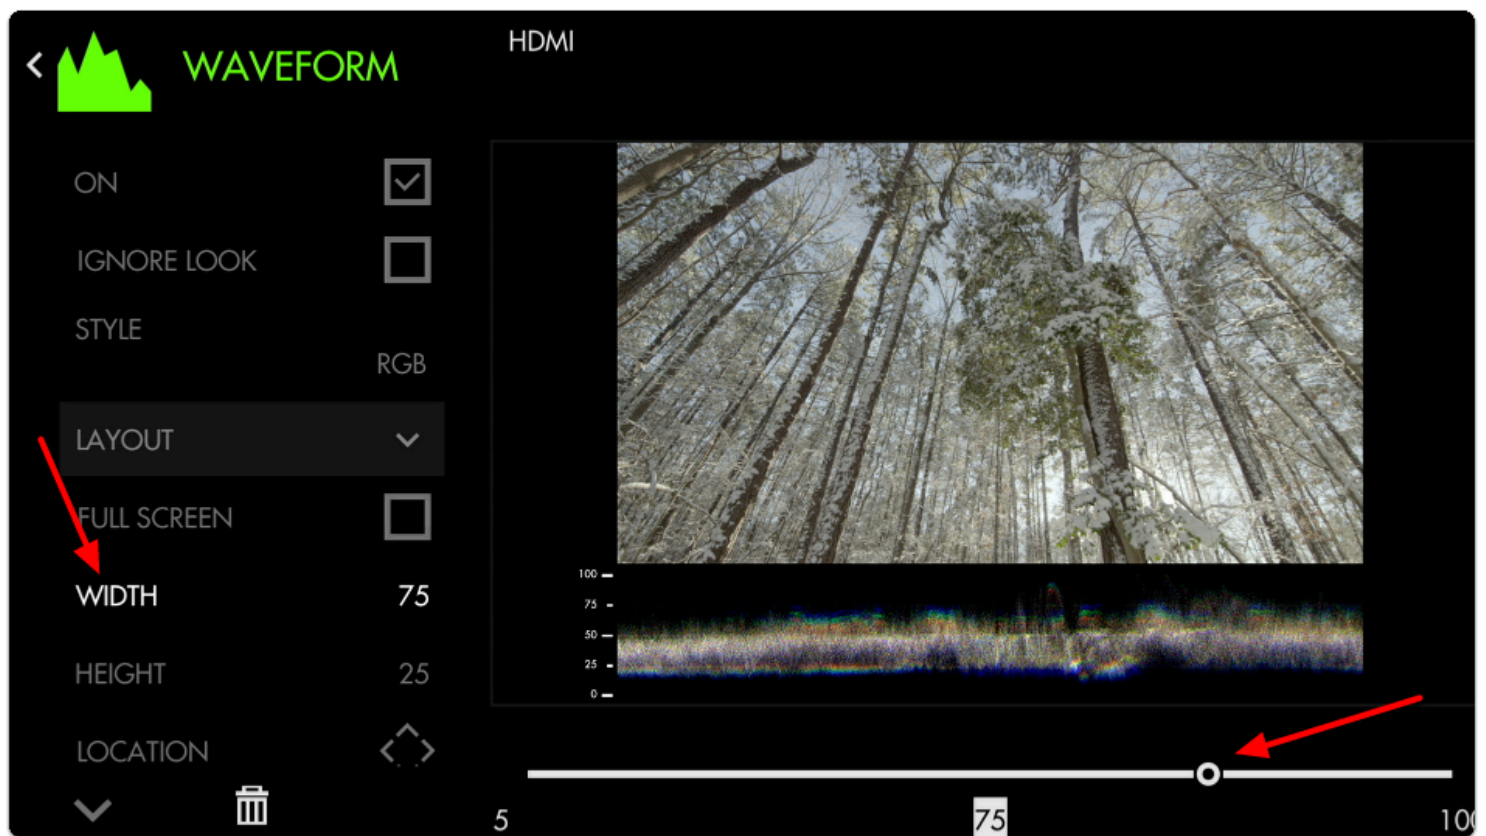 WAVEFORM
HDMI
ON
IGNORE LOOK
STYLE
RGB
LAYOUT
FULL SCREEN
WIDTH 75
HEIGHT 25
LOCATION
100
75
50
25
0
5 75 100